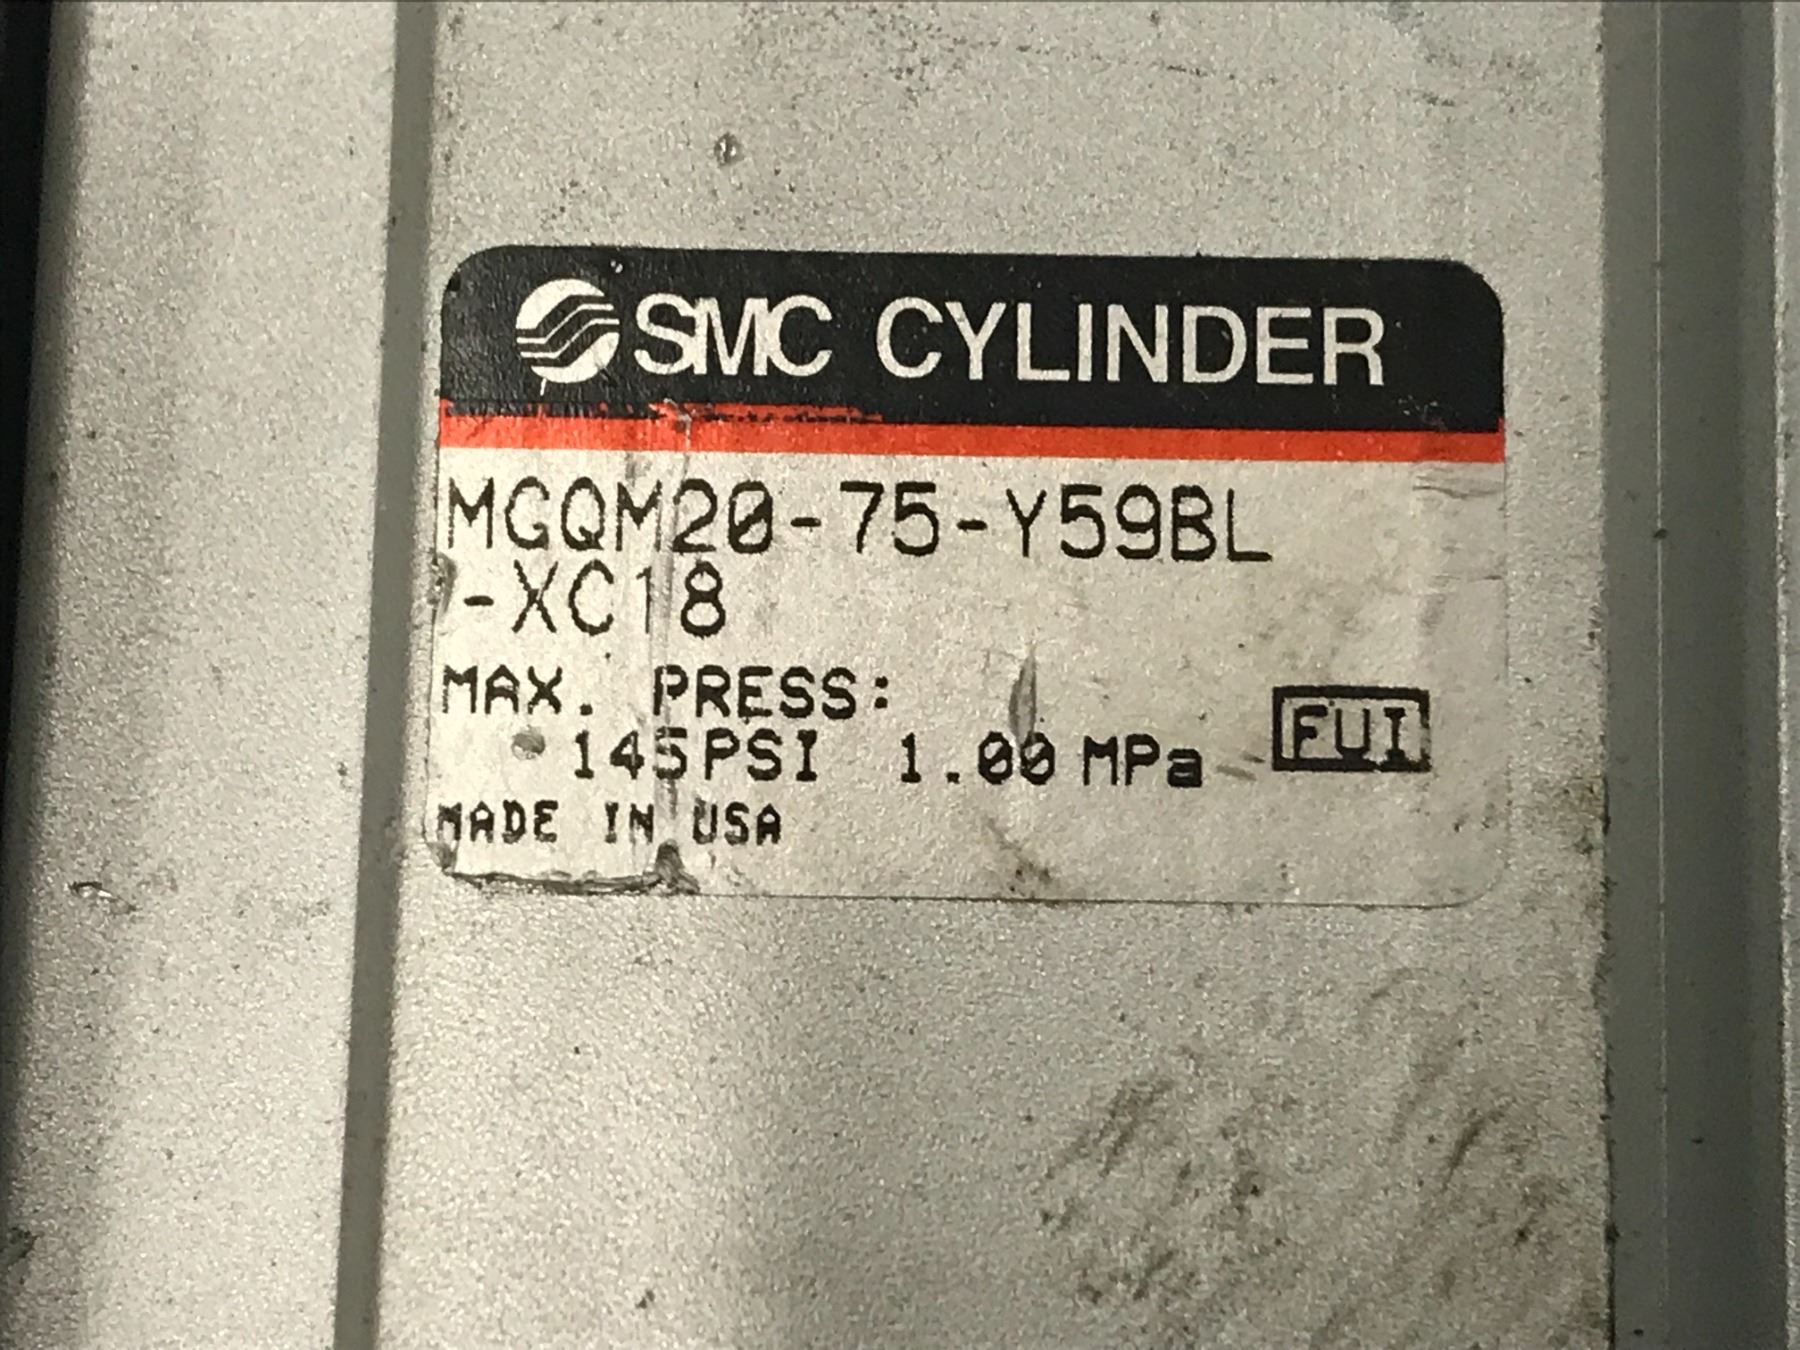 SMC CYLINDER
MGQM20-75-Y59BL
-XC18
MAX. PRESS:
145PSI 1.00 MPa
FUI
MADE IN USA